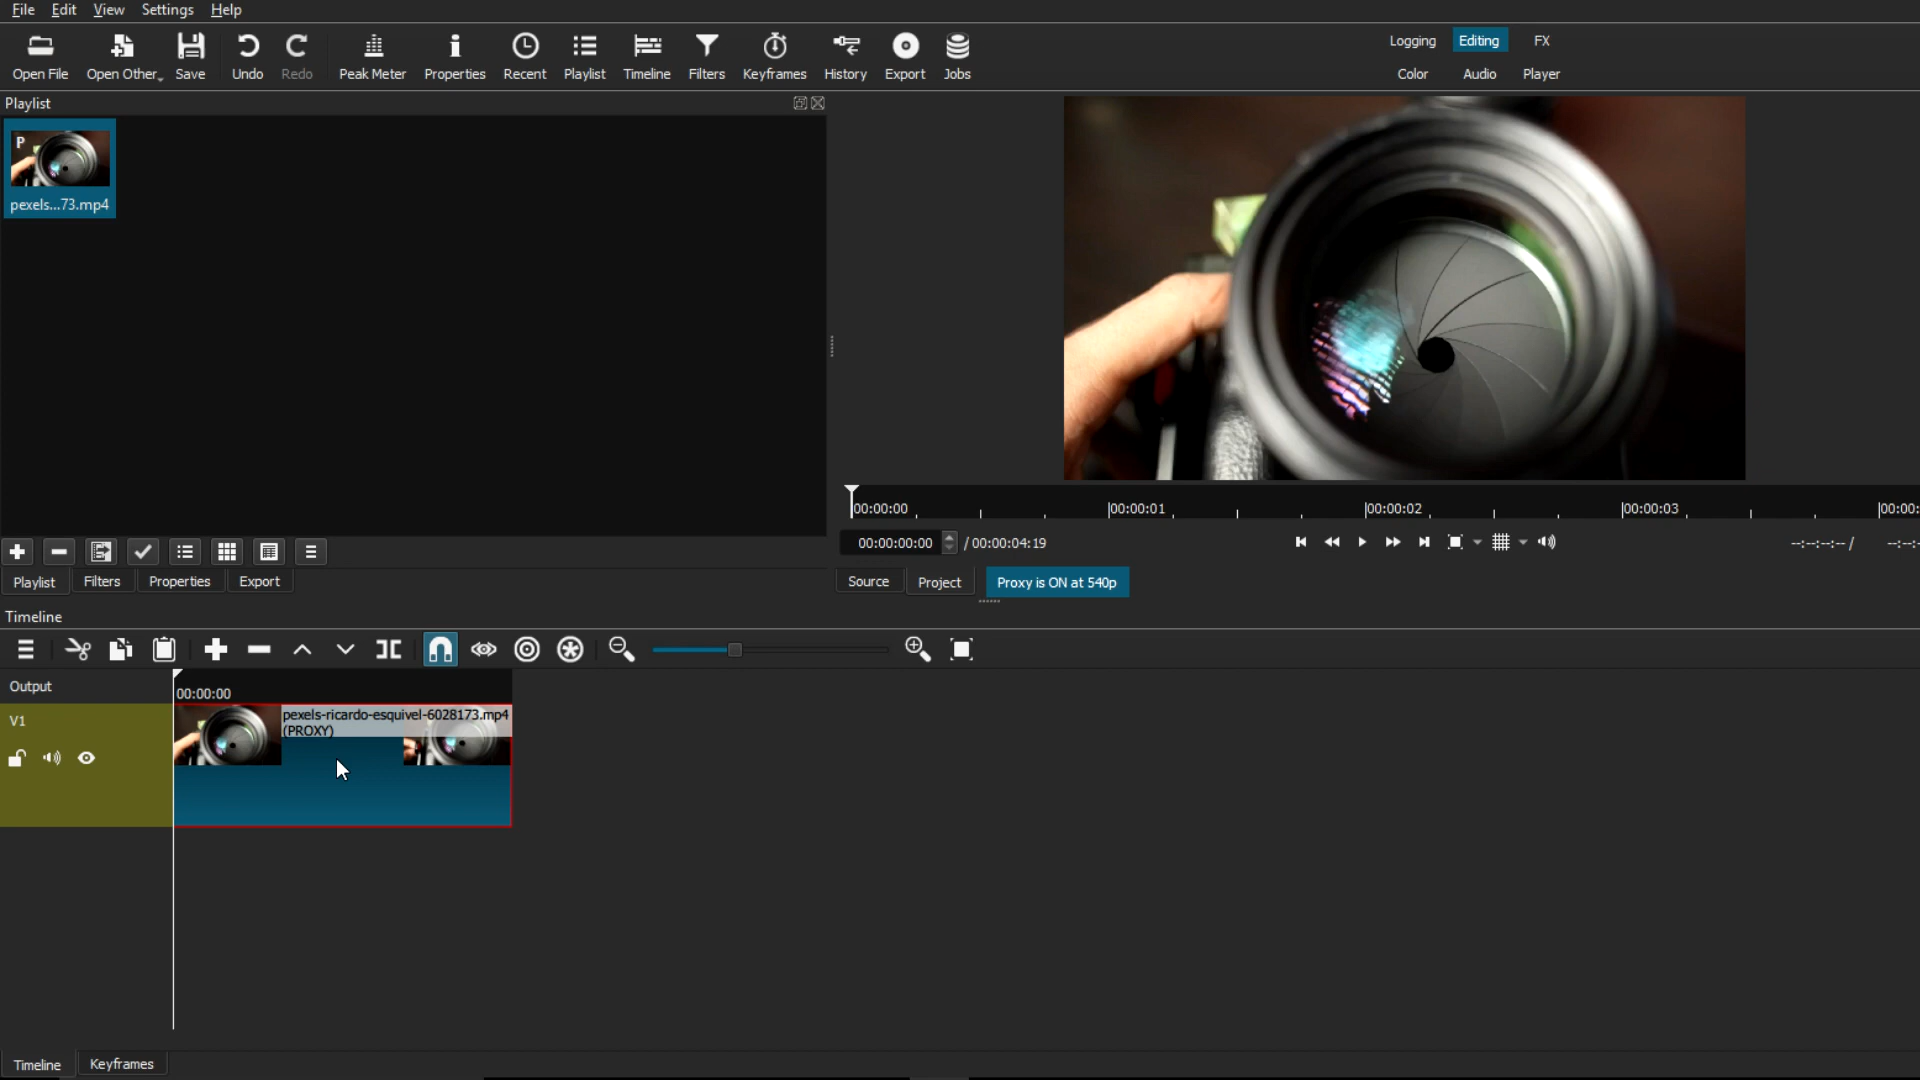 File Edit View Settings Help
Open File Open Other Save Undo Redo Peak Meter Properties Recent Playlist Timeline Filters Keyframes History Export Jobs
Logging Editing FX
Color Audio Player
Playlist
P
pexels...73.mp4
00:00:00 00:00:01 00:00:02 00:00:03 00:00:
00:00:00:00 / 00:00:04:19 --:--:--:-- / --:--:-
Playlist Filters Properties Export
Source Project Proxy is ON at 540p
Timeline
Output
00:00:00
V1
pexels-ricardo-esquivel-6028173.mp4
(PROXY)
Timeline Keyframes